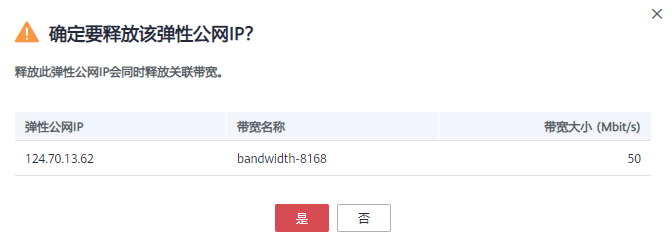 确定要释放该弹性公网IP?
释放此弹性公网IP会同时释放关联带宽。
弹性公网IP 带宽名称 带宽大小 (Mbit/s)
124.70.13.62 bandwidth-8168 50
是 否